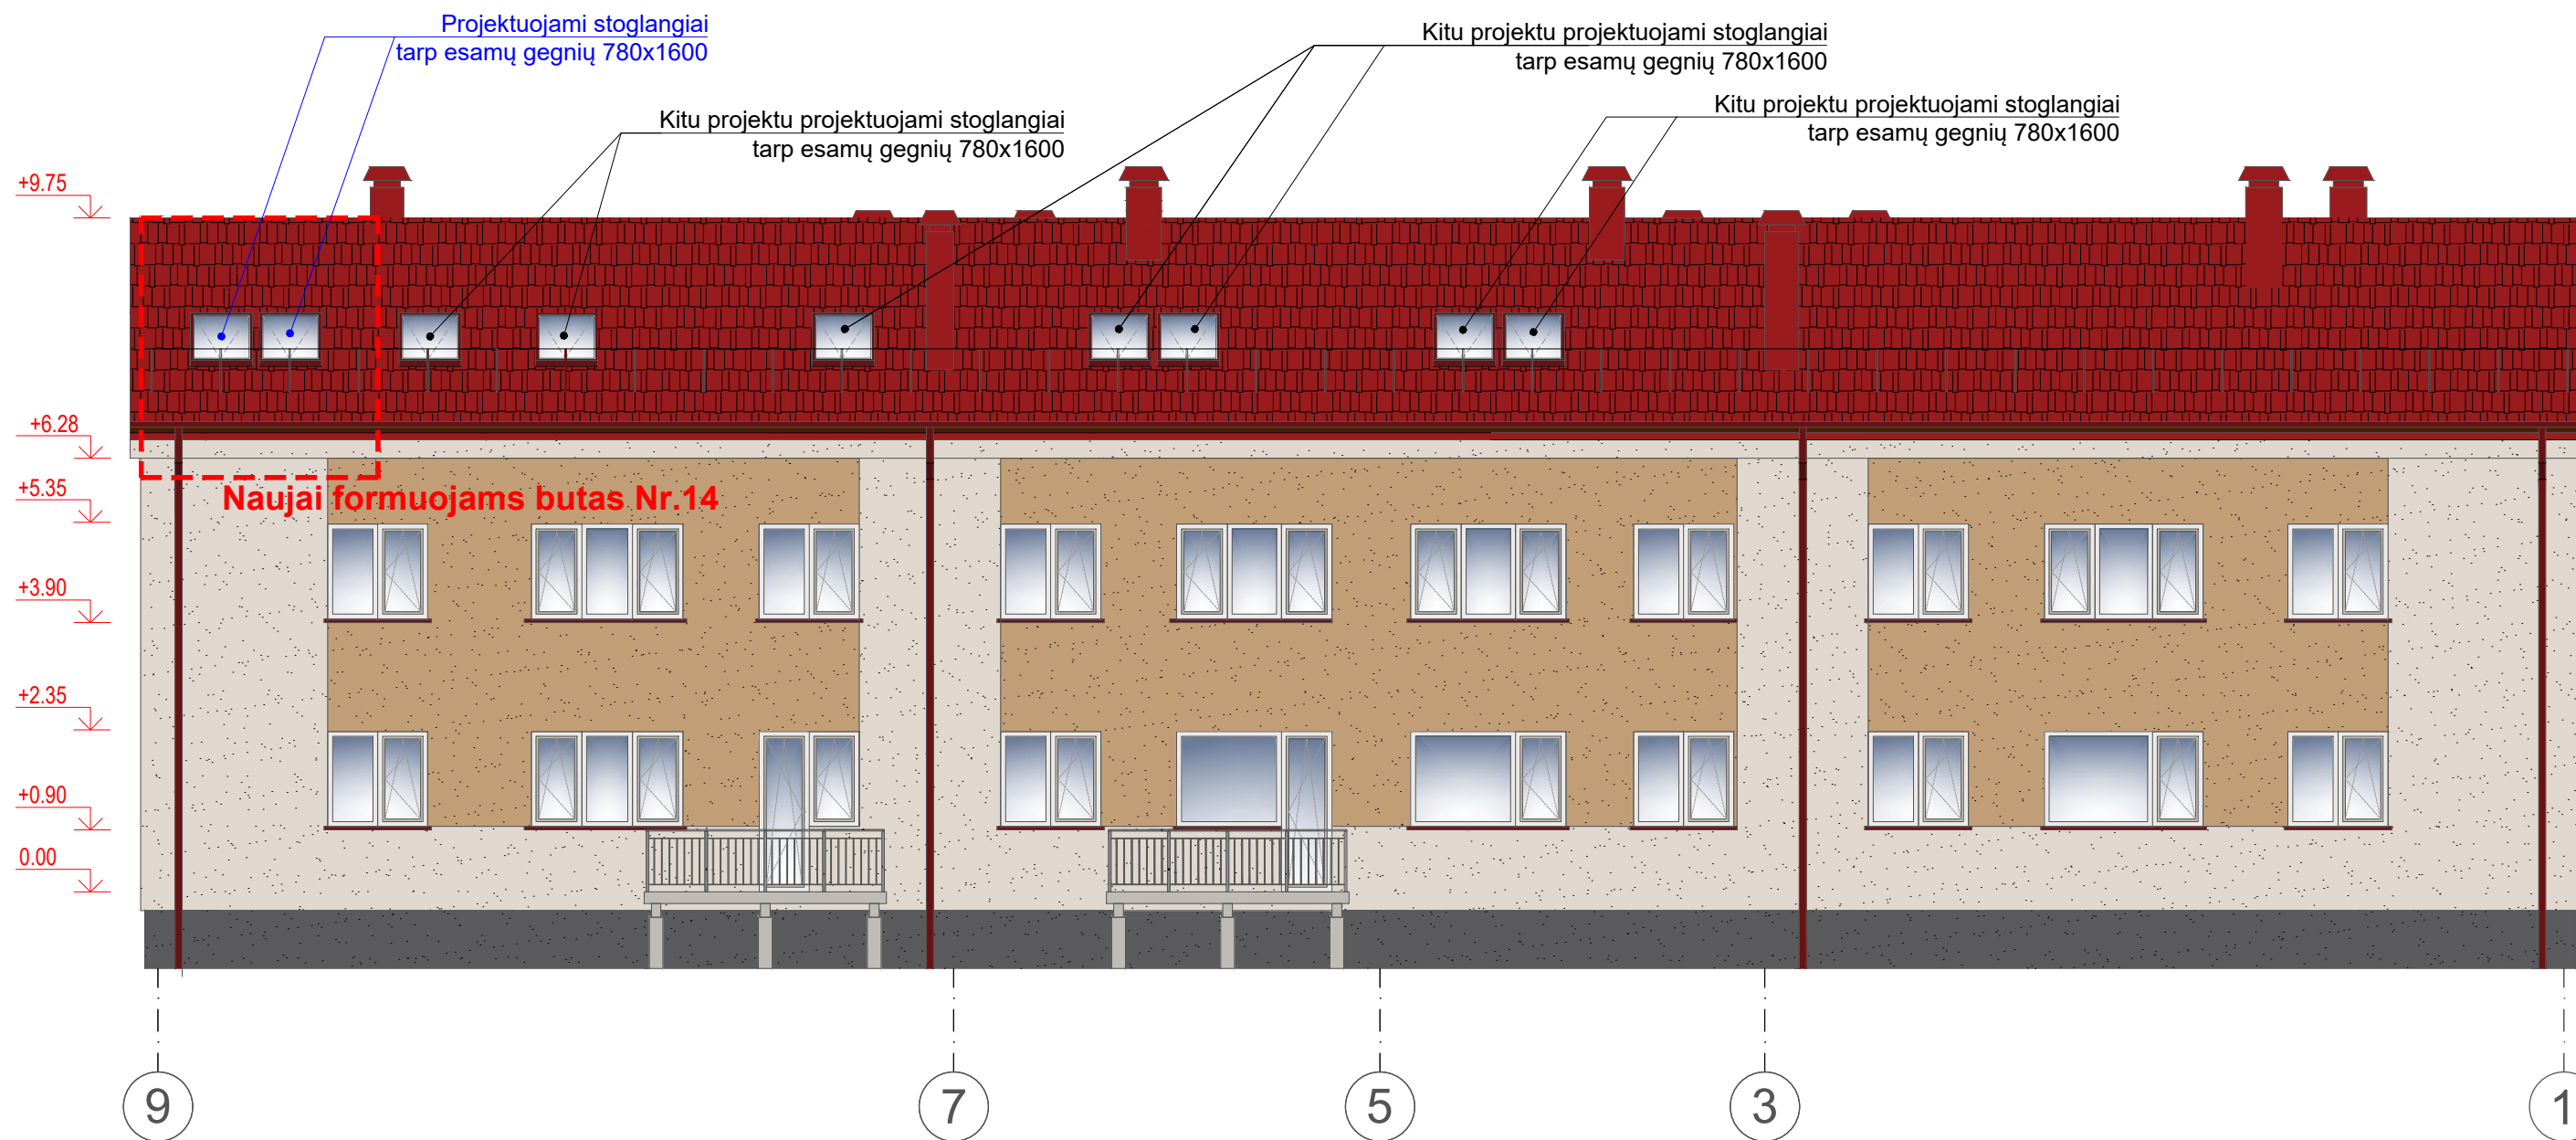 Projektuojami stoglangiai
tarp esamų gegnių 780x1600
Kitu projektu projektuojami stoglangiai
tarp esamų gegnių 780x1600
Kitu projektu projektuojami stoglangiai
tarp esamų gegnių 780x1600
Kitu projektu projektuojami stoglangiai
tarp esamų gegnių 780x1600
+9.75
+6.28
+5.35
Naujai formuojams butas Nr.14
+3.90
+2.35
+0.90
0.00
9
7
5
3
1